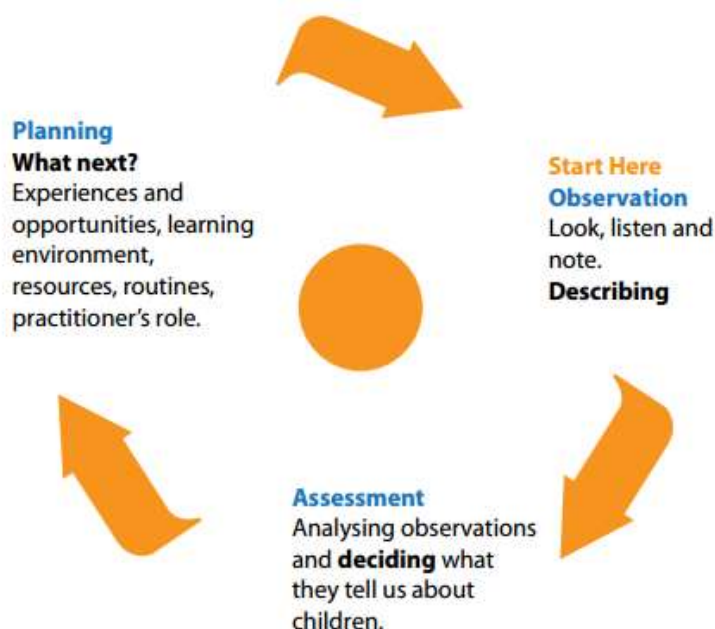 Planning
What next?
Experiences and
opportunities, learning
environment,
resources, routines,
practitioner's role.
Start Here
Observation
Look, listen and
note.
Describing
Assessment
Analysing observations
and deciding what
they tell us about
children.